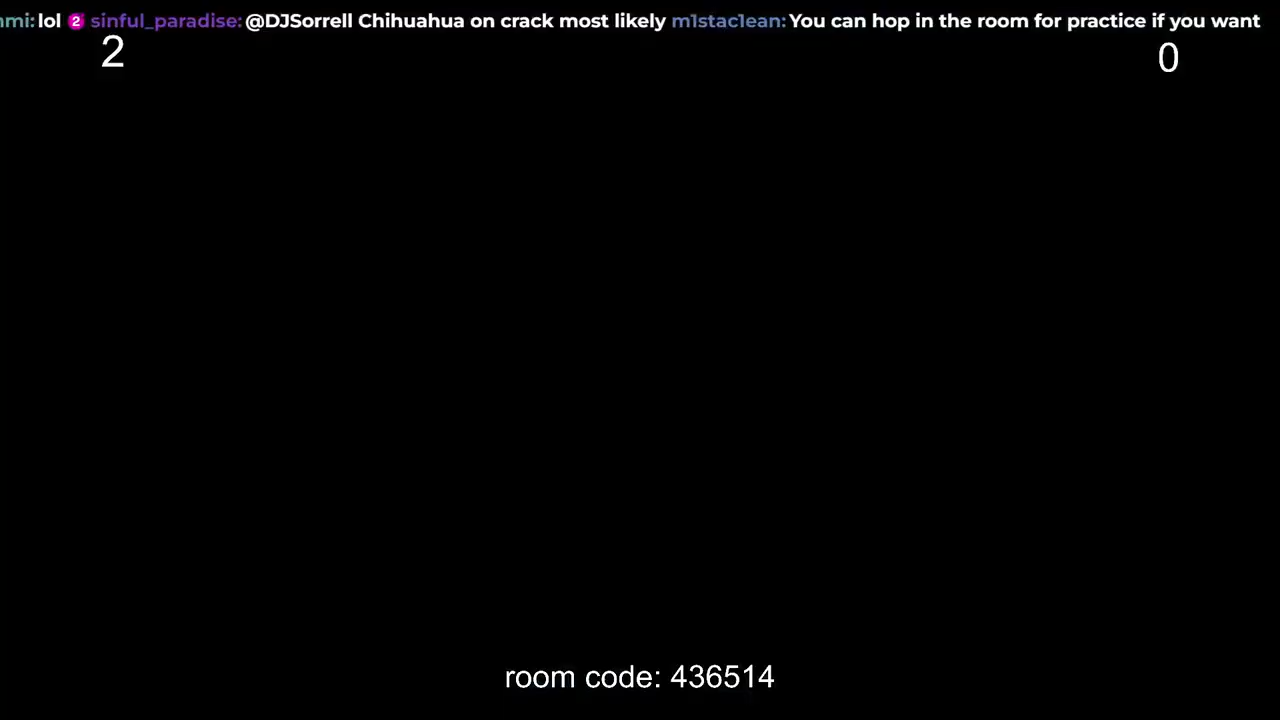 lol 2 sinful_paradise: @DJSorrell Chihuahua on crack most likely m1stac1ean: You can hop in the room for practice if you want
2
0
room code: 436514